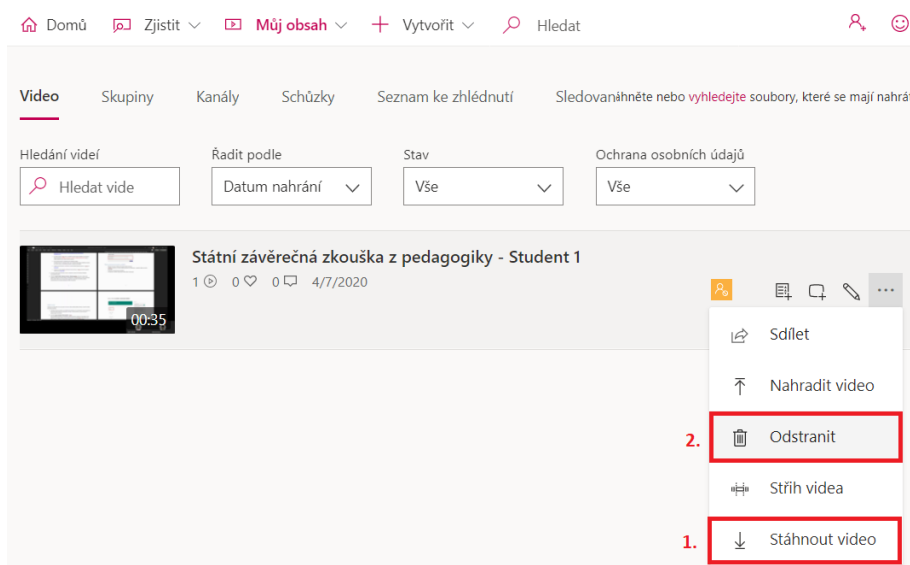 Domů Zjistit Můj obsah Vytvořit Hledat
Video Skupiny Kanály Schůzky Seznam ke zhlédnutí Sledovanáhněte nebo vyhledejte soubory, které se mají nahrát
Hledání videí Řadit podle Stav Ochrana osobních údajů
Hledat vide Datum nahrání Vše Vše
Státní závěrečná zkouška z pedagogiky - Student 1
1 0 0 4/7/2020
00:35
Sdílet
Nahradit video
2. Odstranit
Střih videa
1. Stáhnout video